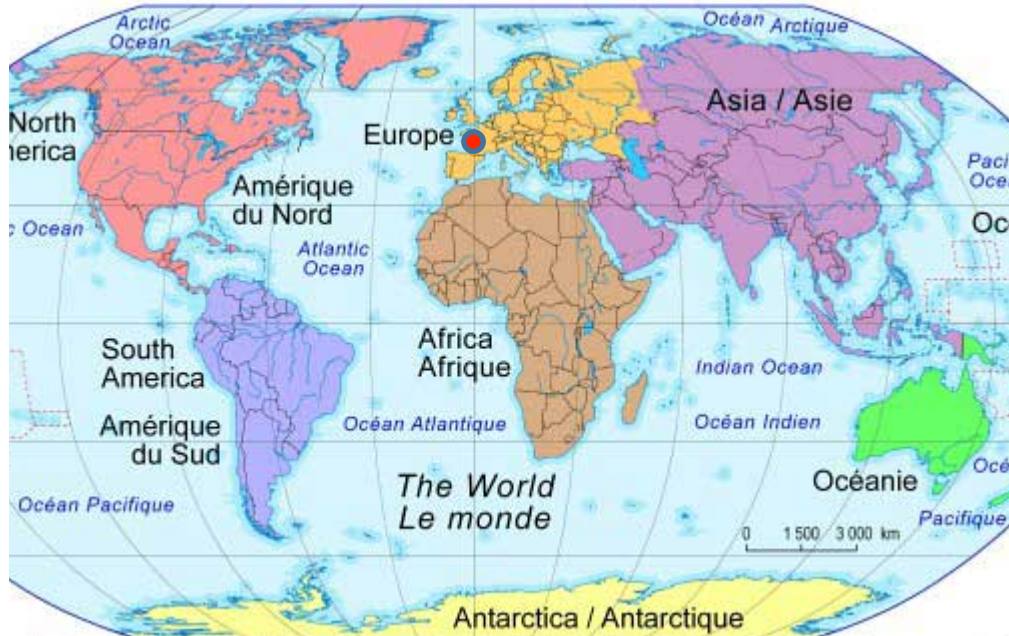 Arctic
Ocean
Océan
Arctique
North
merica
Europe
Asia / Asie
Amérique
du Nord
c Ocean
Atlantic
Ocean
Paci
Ocea
Oc
South
America
Africa
Afrique
Indian Ocean
Amérique
du Sud
Océan Atlantique
Océan Indien
Océanie
Océ
Océan Pacifique
The World
Le monde
Pacifique
0 1 500 3 000 km
Antarctica / Antarctique